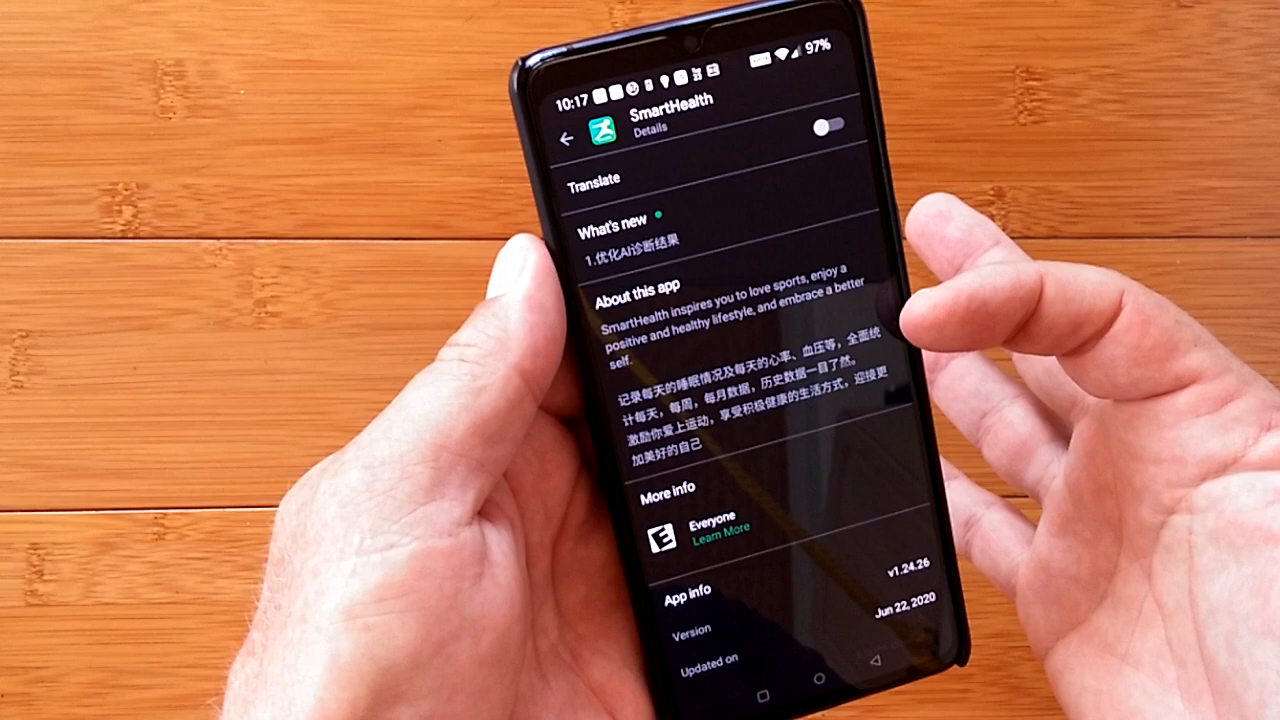 10:17
97%
SmartHealth
Details
Translate
What's new
1.优化AI诊断结果
About this app
SmartHealth inspires you to love sports, enjoy a
positive and healthy lifestyle, and embrace a better
self.
记录每天的睡眠情况及每天的心率、血压等，全面统
计每天，每周，每月数据，历史数据一目了然。
激励你爱上运动，享受积极健康的生活方式，迎接更
加美好的自己
More info
E
Everyone
Learn More
App info
Version
v1.24.26
Updated on
Jun 22, 2020